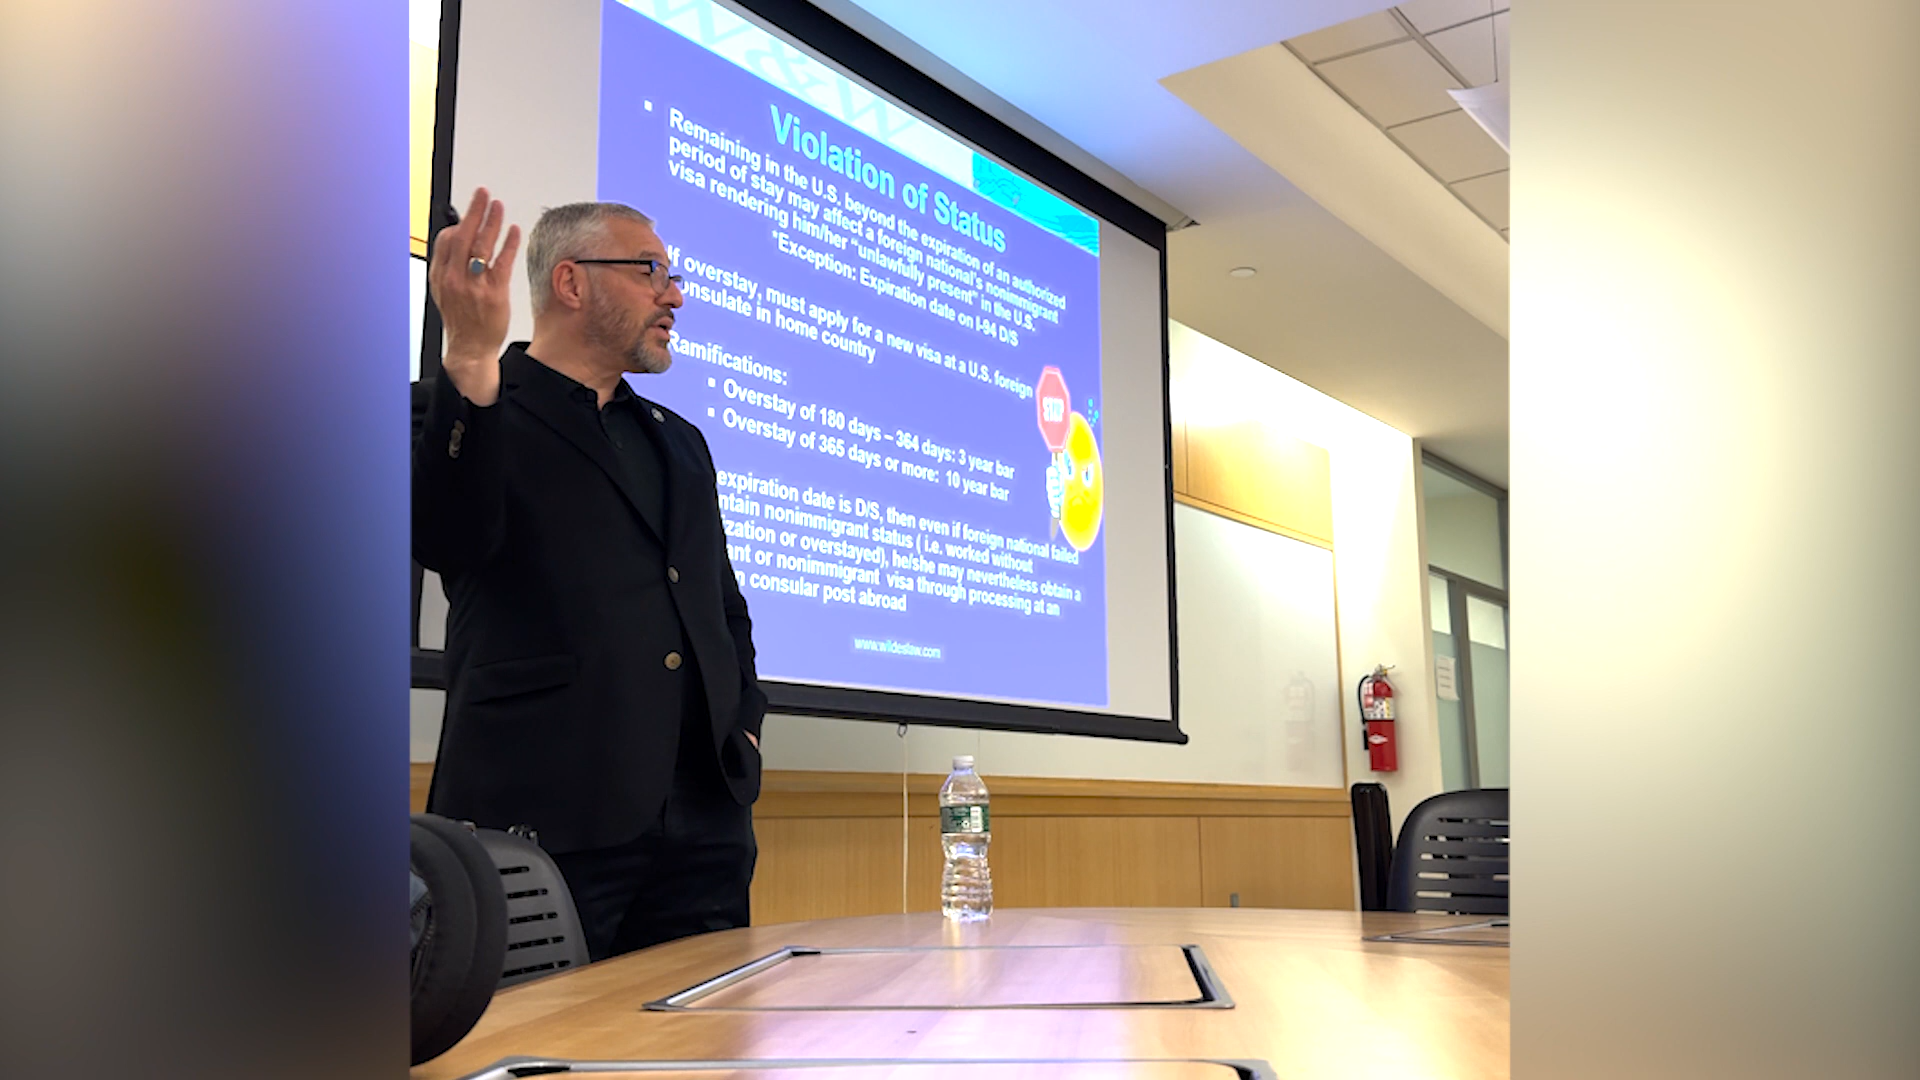 W&W
Violation of Status
Remaining in the U.S. beyond the expiration of an authorized
period of stay may affect a foreign national's nonimmigrant
visa rendering him/her "unlawfully present" in the U.S.
*Exception: Expiration date on I-94 D/S
If overstay, must apply for a new visa at a U.S. foreign
onsulate in home country
Ramifications:
Overstay of 180 days – 364 days: 3 year bar
Overstay of 365 days or more: 10 year bar
expiration date is D/S, then even if foreign national failed
ntain nonimmigrant status ( i.e. worked without
zation or overstayed), he/she may nevertheless obtain a
ant or nonimmigrant visa through processing at an
n consular post abroad
STOP
www.wildeslaw.com